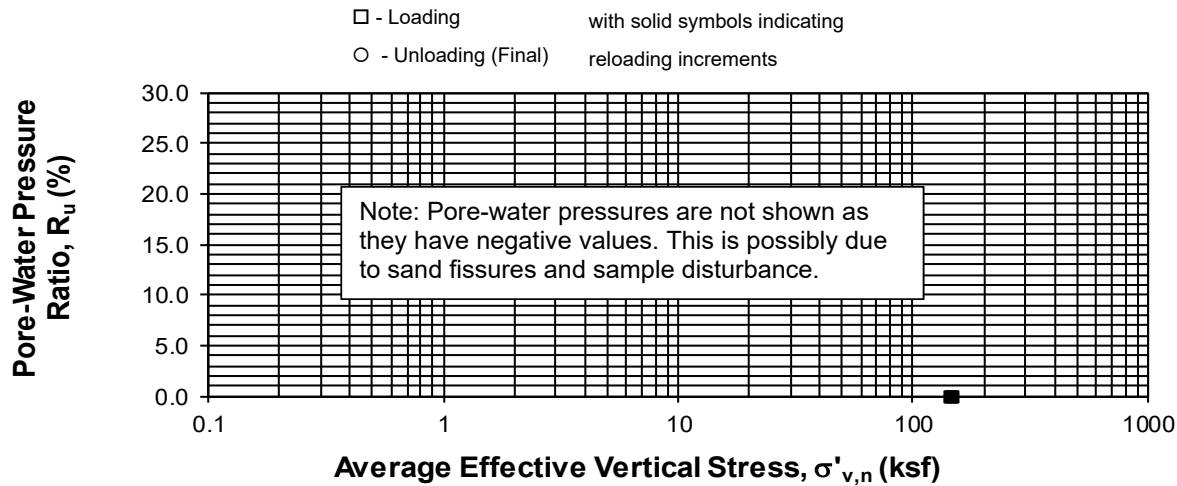 □ - Loading with solid symbols indicating
○ - Unloading (Final) reloading increments
Pore-Water Pressure
Ratio, Ru (%)
30.0
25.0
20.0
15.0
10.0
5.0
0.0
Note: Pore-water pressures are not shown as
they have negative values. This is possibly due
to sand fissures and sample disturbance.
0.1 1 10 100 1000
Average Effective Vertical Stress, σ'v,n (ksf)